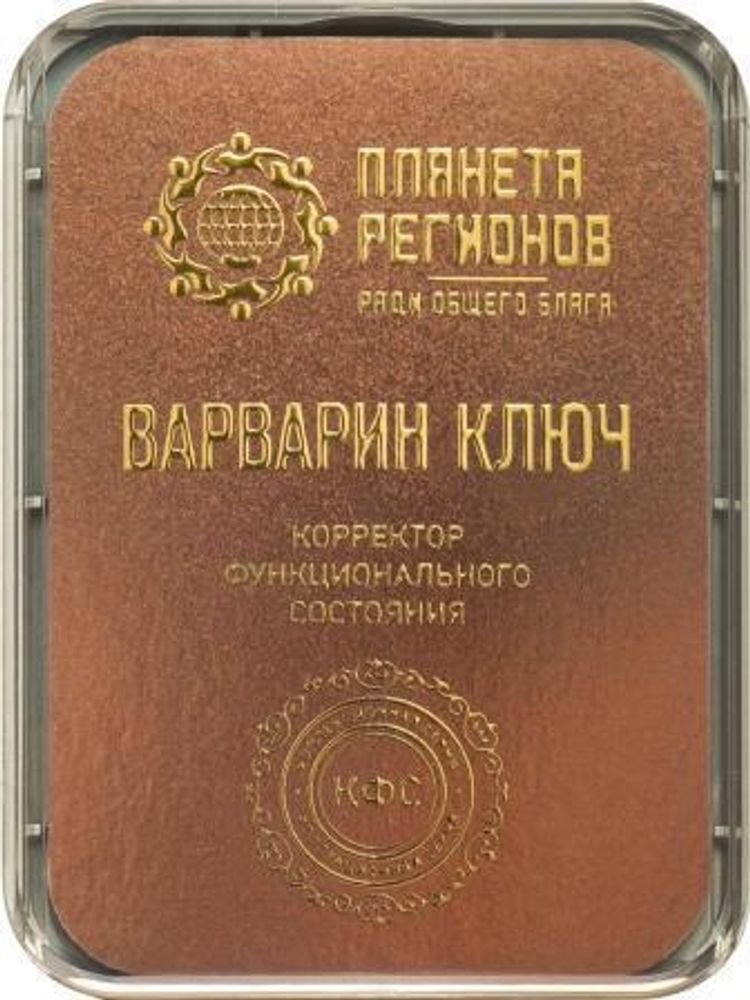 ПЛАНЕТА
РЕГИОНОВ
РАДИ ОБЩЕГО БЛАГА
ВАРВАРИН КЛЮЧ
КОРРЕКТОР
ФУНКЦИОНАЛЬНОГО
СОСТОЯНИЯ
КФС